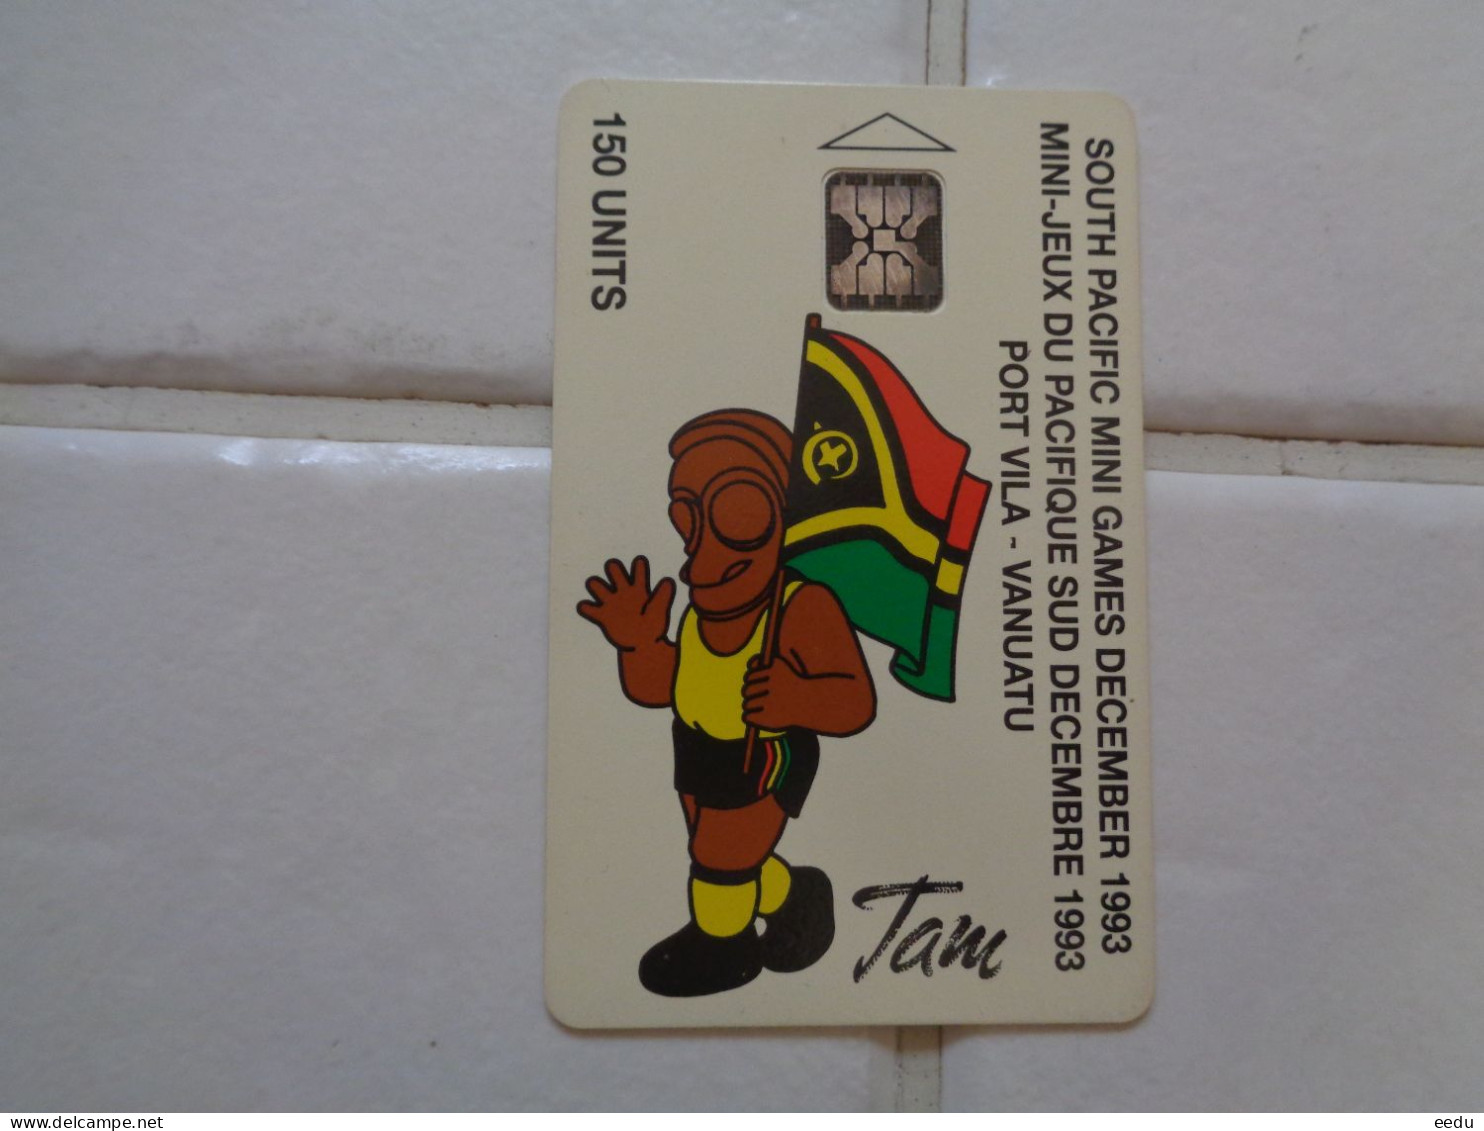 SOUTH PACIFIC MINI GAMES DECEMBER 1993
MINI-JEUX DU PACIFIQUE SUD DECEMBRE 1993
PORT VILA - VANUATU
150 UNITS
Tam
www.delcampe.net
eedu